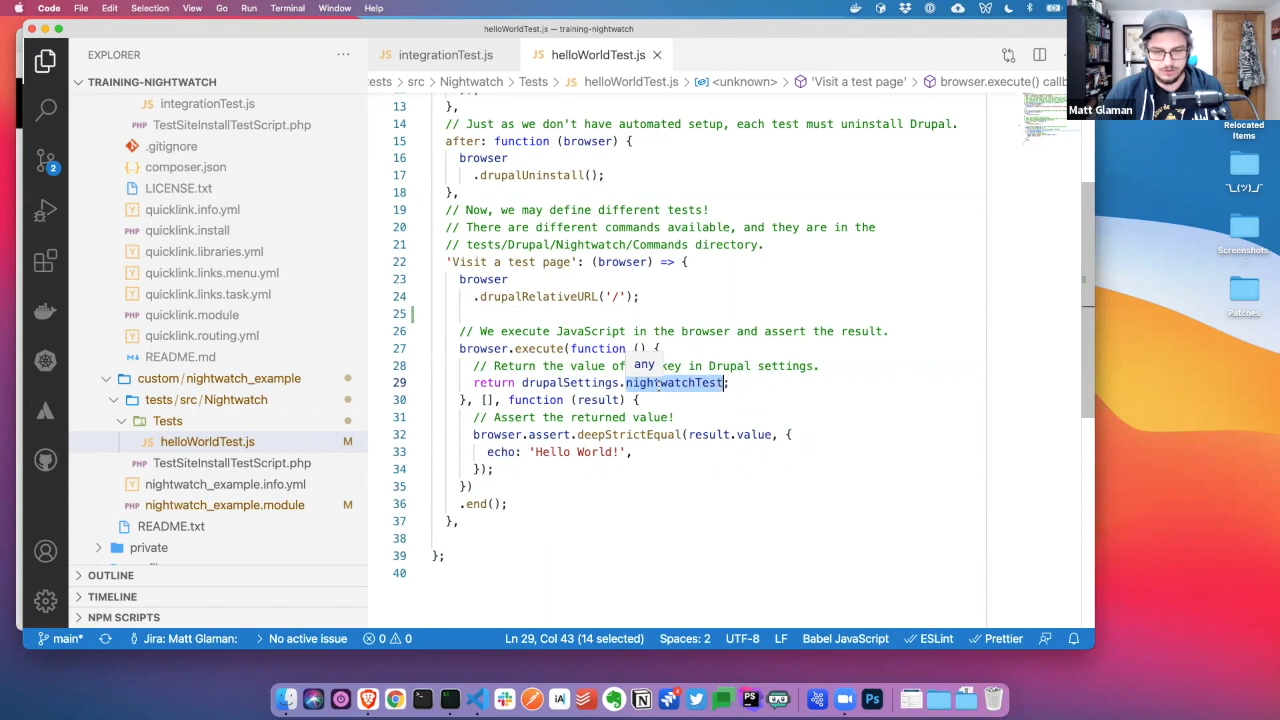 Code File Edit Selection View Go Run Terminal Window Help
helloWorldTest.js — training-nightwatch
EXPLORER
integrationTest.js
helloWorldTest.js
TRAINING-NIGHTWATCH
ests > src > Nightwatch > Tests > helloWorldTest.js > <unknown> > 'Visit a test page' > browser.execute() callb
Matt Glaman
JS integrationTest.js
PHP TestSiteInstallTestScript.php
.gitignore
composer.json
LICENSE.txt
quicklink.info.yml
quicklink.install
quicklink.libraries.yml
quicklink.links.menu.yml
quicklink.links.task.yml
quicklink.module
quicklink.routing.yml
README.md
custom/nightwatch_example
tests/src/Nightwatch
Tests
JS helloWorldTest.js M
PHP TestSiteInstallTestScript.php
nightwatch_example.info.yml
PHP nightwatch_example.module M
README.txt
private
OUTLINE
TIMELINE
NPM SCRIPTS
13 },
// Just as we don't have automated setup, each test must uninstall Drupal.
15 after: function (browser) {
16 browser
17 .drupalUninstall();
18 },
19 // Now, we may define different tests!
20 // There are different commands available, and they are in the
21 // tests/Drupal/Nightwatch/Commands directory.
22 'Visit a test page': (browser) => {
23 browser
24 .drupalRelativeURL('/');
25
26 // We execute JavaScript in the browser and assert the result.
27 browser.execute(function () {
any
28 // Return the value of key in Drupal settings.
29 return drupalSettings.nightwatchTest;
30 }, [], function (result) {
31 // Assert the returned value!
32 browser.assert.deepStrictEqual(result.value, {
33 echo: 'Hello World!',
34 });
35 })
36 .end();
37 },
38
39 };
40
Relocated
Items
¯\_(ツ)_/¯
Screenshots
Patches
2
main* Jira: Matt Glaman: No active issue 0 0 Ln 29, Col 43 (14 selected) Spaces: 2 UTF-8 LF Babel JavaScript ESLint Prettier